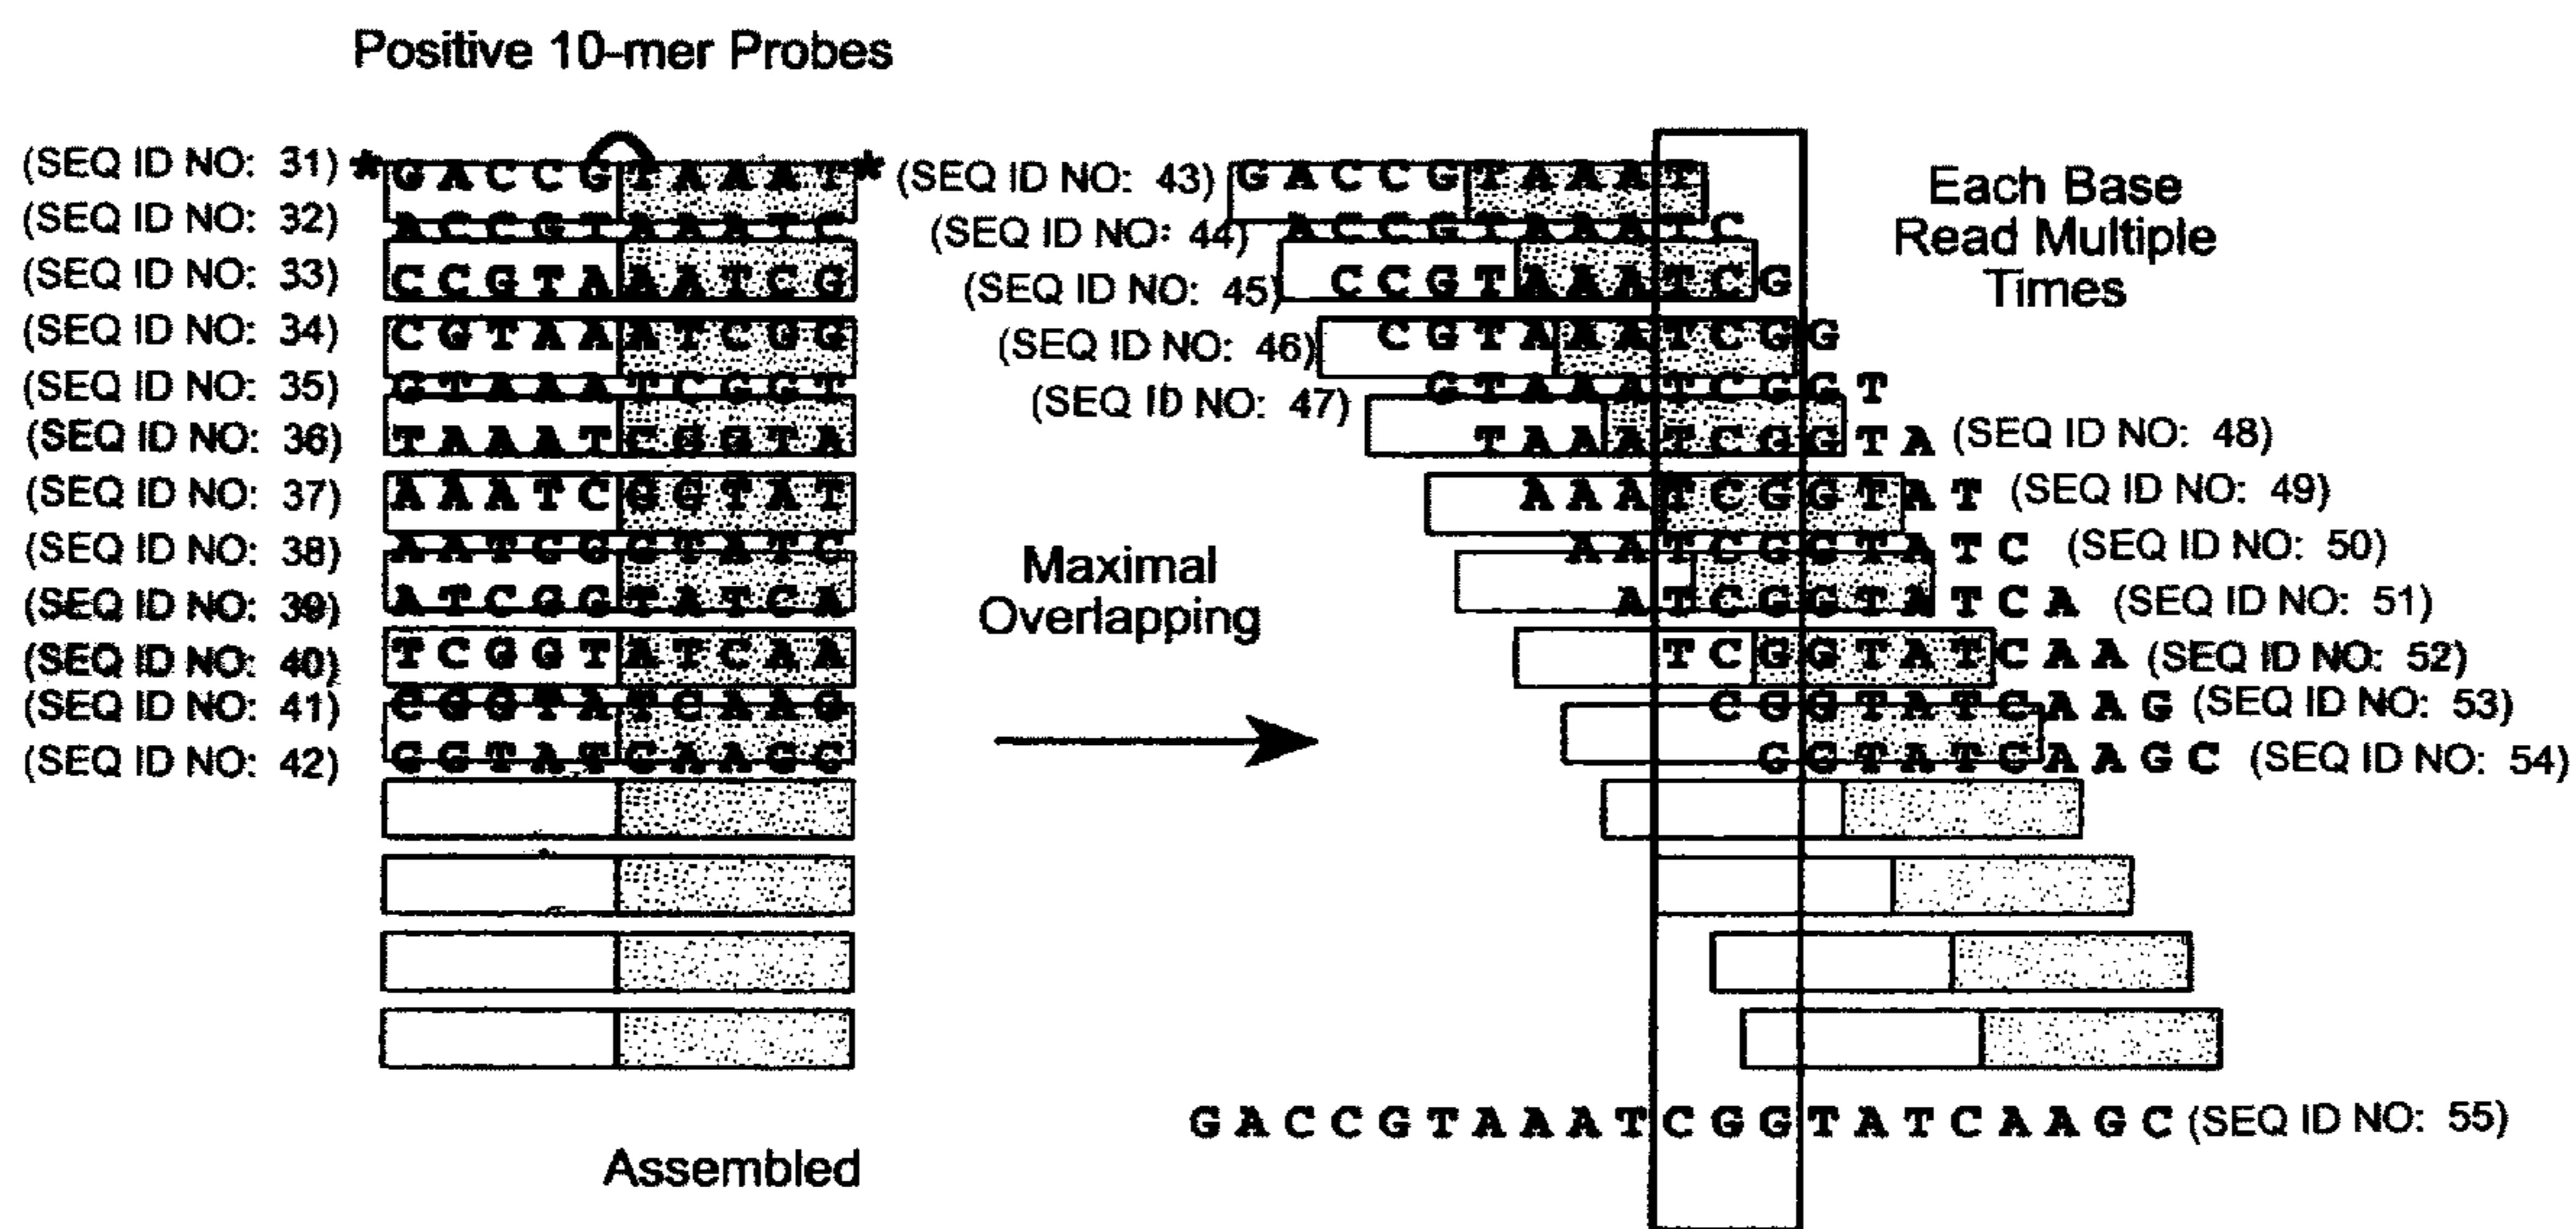 Positive 10-mer Probes
(SEQ ID NO: 31) *GACCGTAAAT*
(SEQ ID NO: 32) ACCGTAAATC
(SEQ ID NO: 33) CCGTAAATCG
(SEQ ID NO: 34) CGTAAATCGG
(SEQ ID NO: 35) GTAAATCGGT
(SEQ ID NO: 36) TAAATCGGTA
(SEQ ID NO: 37) AAATCGGTAT
(SEQ ID NO: 38) AATCGGTATC
(SEQ ID NO: 39) ATCGGTATCA
(SEQ ID NO: 40) TCGGTATCAA
(SEQ ID NO: 41) CGGTATCAAG
(SEQ ID NO: 42) GGTATCAAGC
Assembled
Maximal
Overlapping
(SEQ ID NO: 43) GACCGTAAAT
(SEQ ID NO: 44) ACCGTAAATC
(SEQ ID NO: 45) CCGTAAATCG
(SEQ ID NO: 46) CGTAAATCGG
(SEQ ID NO: 47) GTAAATCGGT
TAAATCGGTA (SEQ ID NO: 48)
AAATCGGTAT (SEQ ID NO: 49)
AATCGGTATC (SEQ ID NO: 50)
ATCGGTATCA (SEQ ID NO: 51)
TCGGTATCAA (SEQ ID NO: 52)
CGGTATCAAG (SEQ ID NO: 53)
GGTATCAAGC (SEQ ID NO: 54)
GACCGTAAATCGGTATCAAGC (SEQ ID NO: 55)
Each Base
Read Multiple
Times